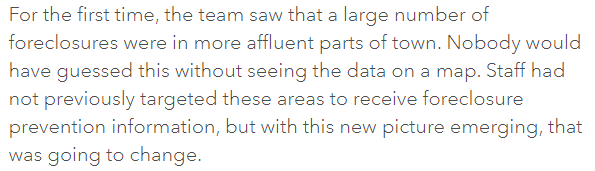 For the first time, the team saw that a large number of
foreclosures were in more affluent parts of town. Nobody would
have guessed this without seeing the data on a map. Staff had
not previously targeted these areas to receive foreclosure
prevention information, but with this new picture emerging, that
was going to change.